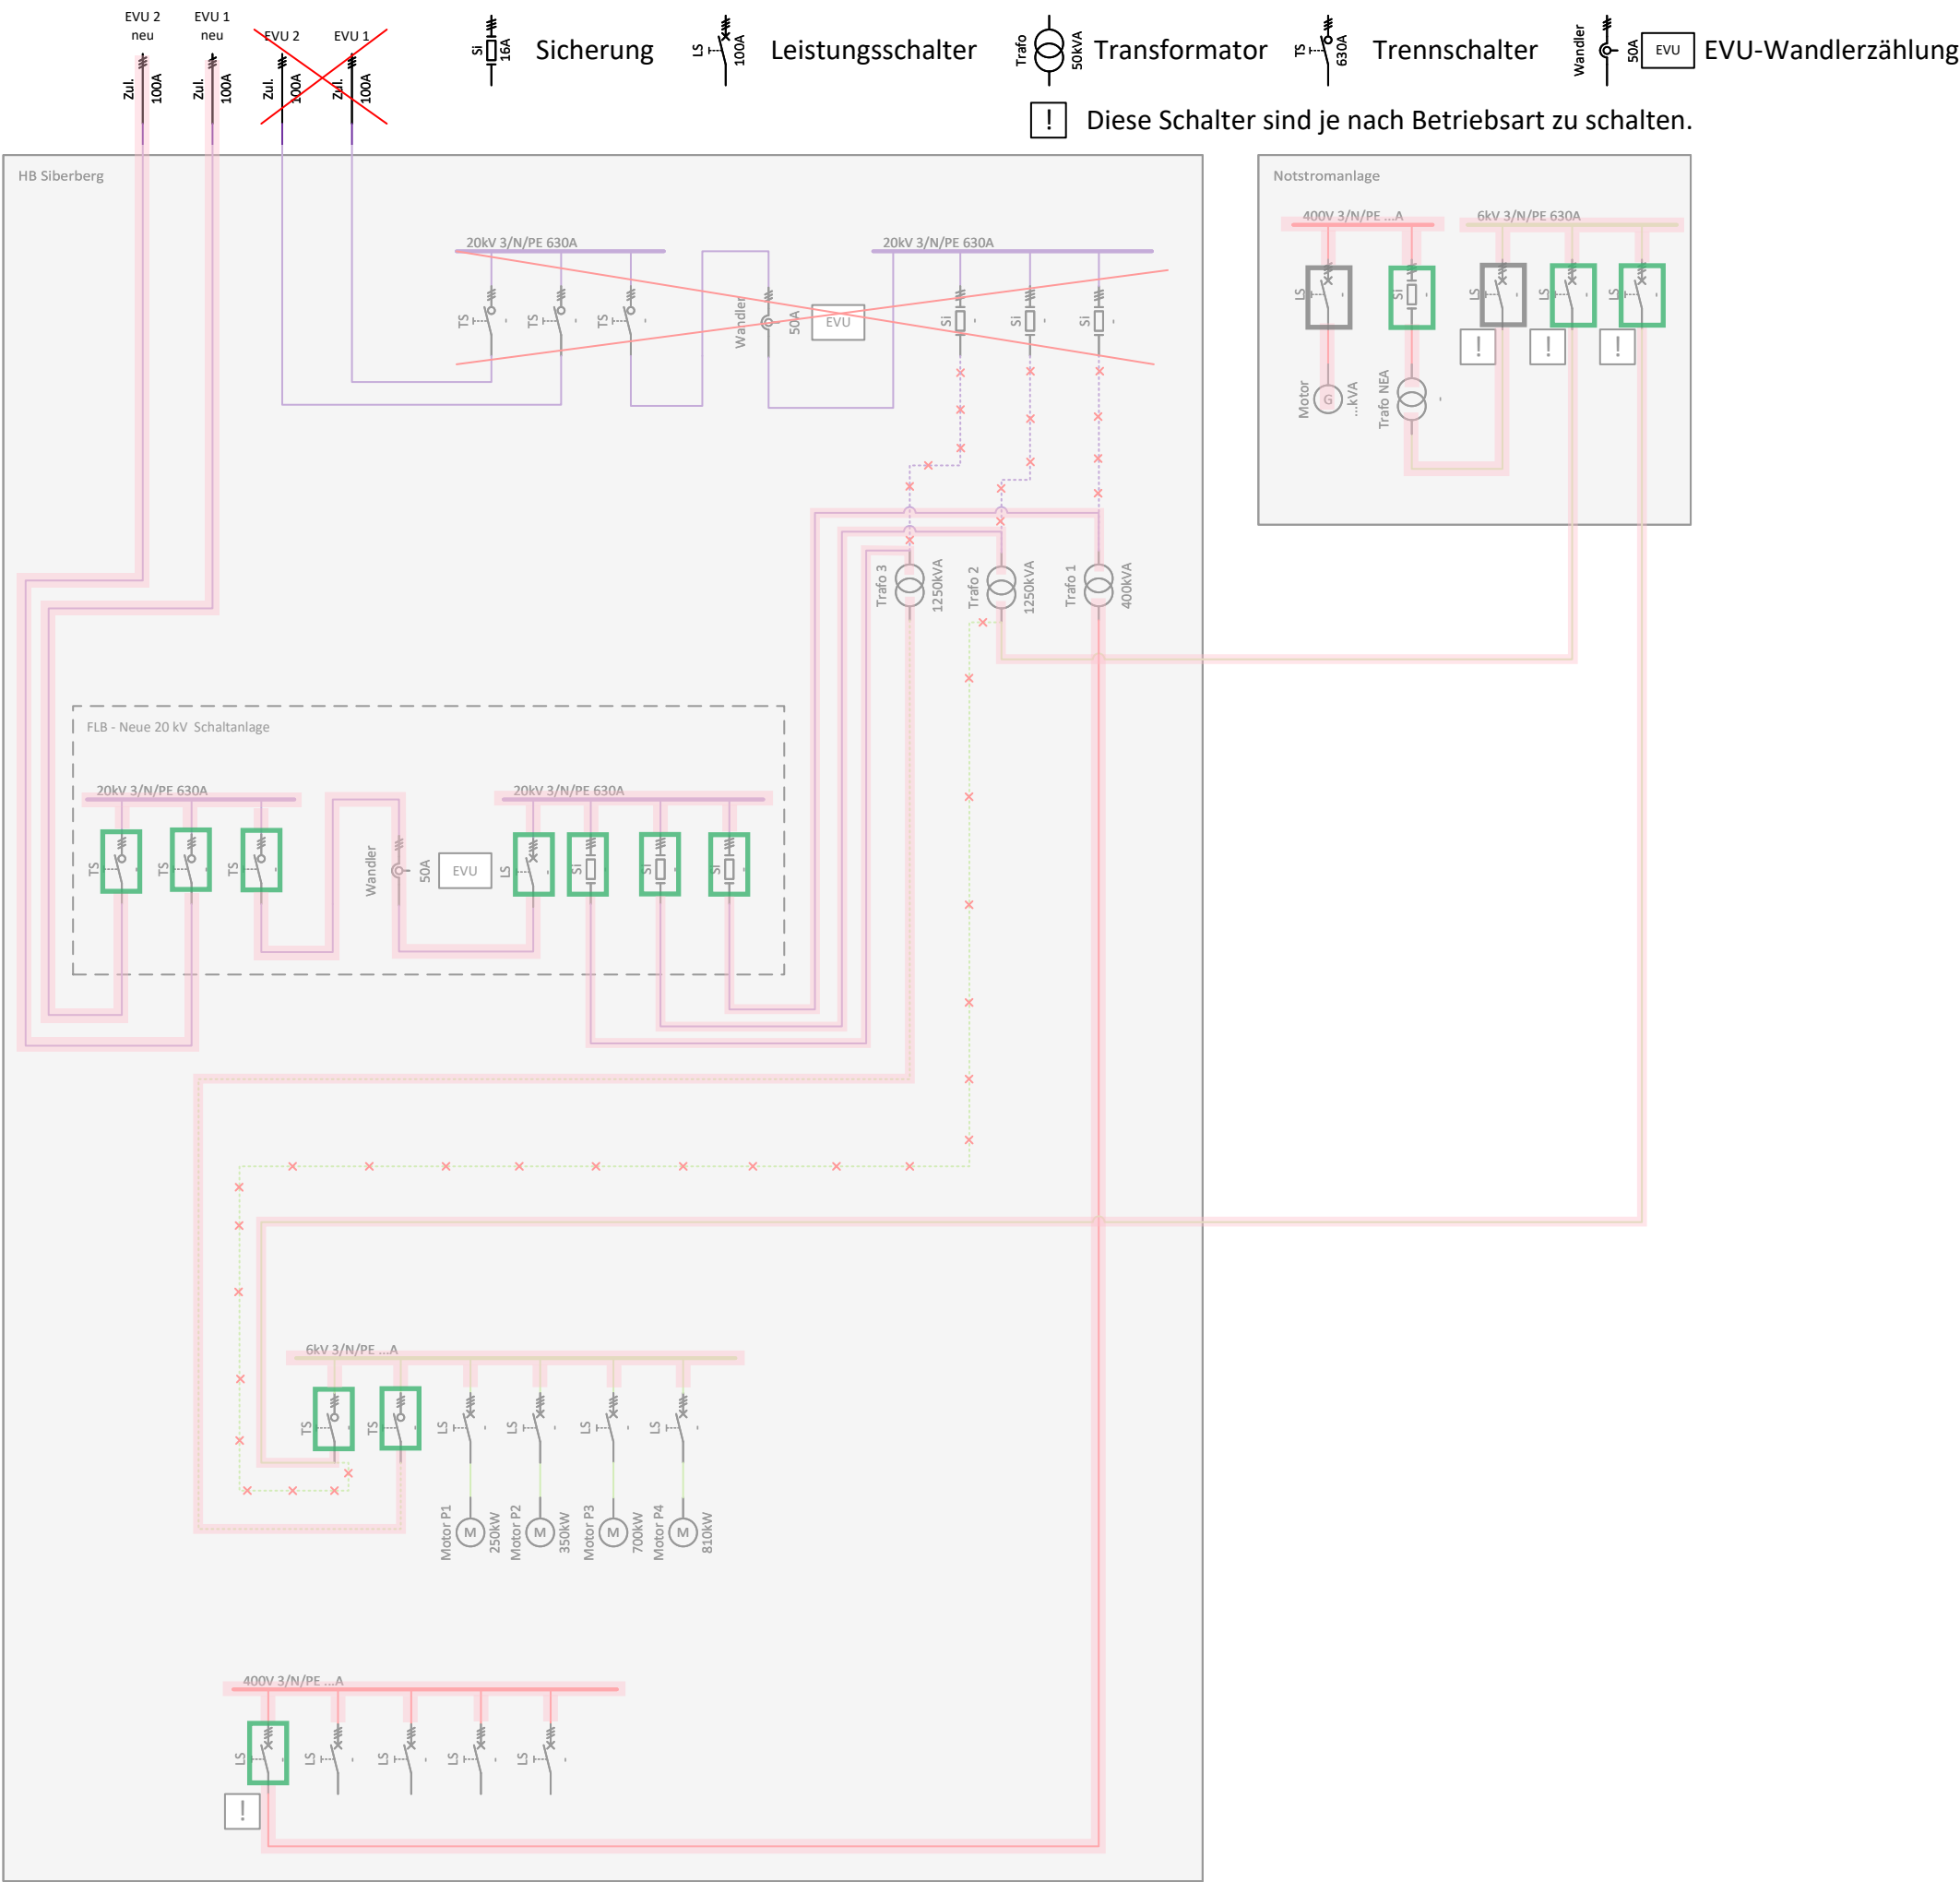 EVU 2
neu
EVU 1
neu
EVU 2
EVU 1
Zul.
100A
Zul.
100A
Zul.
100A
Zul.
100A
Si
16A
Sicherung
LS
100A
Leistungsschalter
Trafo
50kVA
Transformator
TS
630A
Trennschalter
Wandler
50A
EVU
EVU-Wandlerzählung
!
Diese Schalter sind je nach Betriebsart zu schalten.
HB Siberberg
20kV 3/N/PE 630A
20kV 3/N/PE 630A
TS
-
TS
-
TS
-
Wandler
50A
EVU
Si
-
Si
-
Si
-
Notstromanlage
400V 3/N/PE ...A
6kV 3/N/PE 630A
LS
-
Si
-
LS
-
LS
-
LS
-
!
!
!
Motor
G
...kVA
Trafo NEA
-
Trafo 3
1250kVA
Trafo 2
1250kVA
Trafo 1
400kVA
FLB - Neue 20 kV Schaltanlage
20kV 3/N/PE 630A
20kV 3/N/PE 630A
TS
-
TS
-
TS
-
Wandler
50A
EVU
LS
-
Si
-
Si
-
Si
-
6kV 3/N/PE ...A
TS
-
TS
-
LS
-
LS
-
LS
-
LS
-
Motor P1
M
250kW
Motor P2
M
350kW
Motor P3
M
700kW
Motor P4
M
810kW
400V 3/N/PE ...A
LS
-
LS
-
LS
-
LS
-
LS
-
!